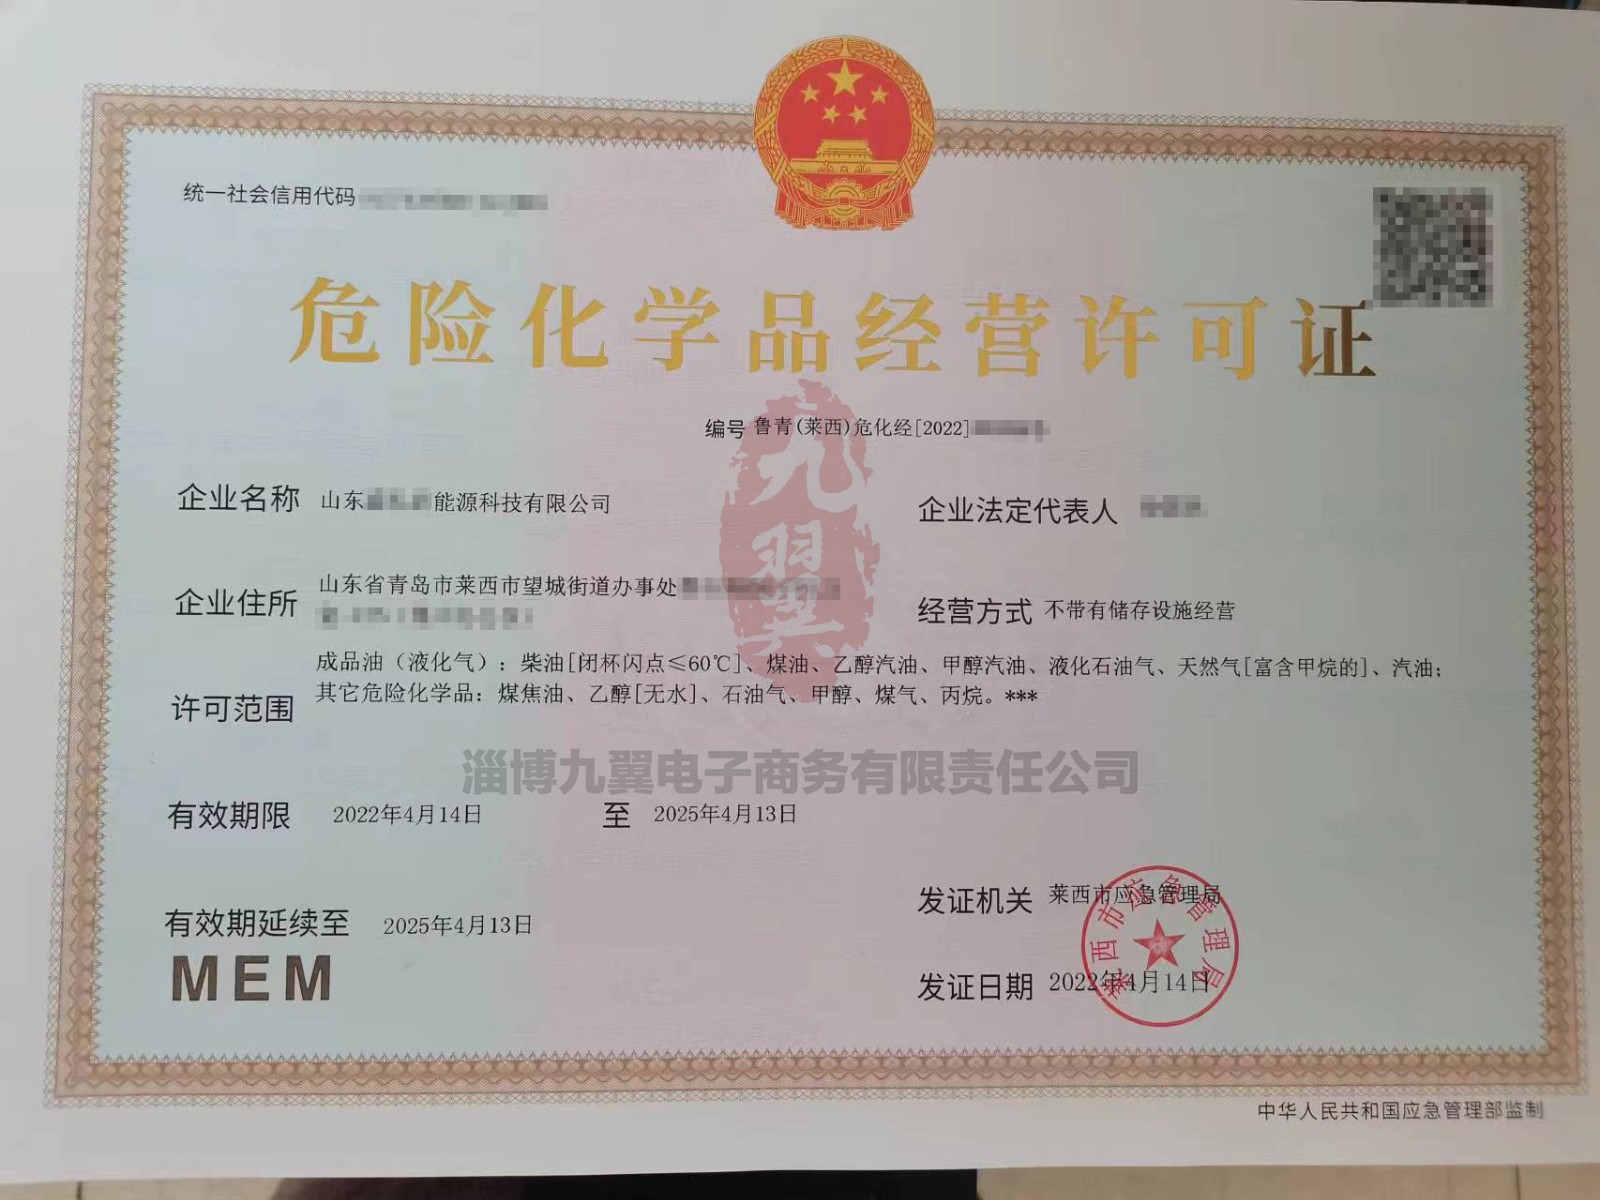 统一社会信用代码
危险化学品经营许可证
编号 鲁青(莱西)危化经[2022]
企业名称 山东 能源科技有限公司
企业法定代表人
企业住所 山东省青岛市莱西市望城街道办事处
经营方式 不带有储存设施经营
许可范围 成品油（液化气）：柴油[闭杯闪点≤60℃]、煤油、乙醇汽油、甲醇汽油、液化石油气、天然气[富含甲烷的]、汽油；
其它危险化学品：煤焦油、乙醇[无水]、石油气、甲醇、煤气、丙烷。***
九翼
淄博九翼电子商务有限责任公司
有效期限 2022年4月14日 至 2025年4月13日
有效期延续至 2025年4月13日
MEM
发证机关 莱西市应急管理局
莱西市应急管理局
发证日期 2022年4月14日
中华人民共和国应急管理部监制